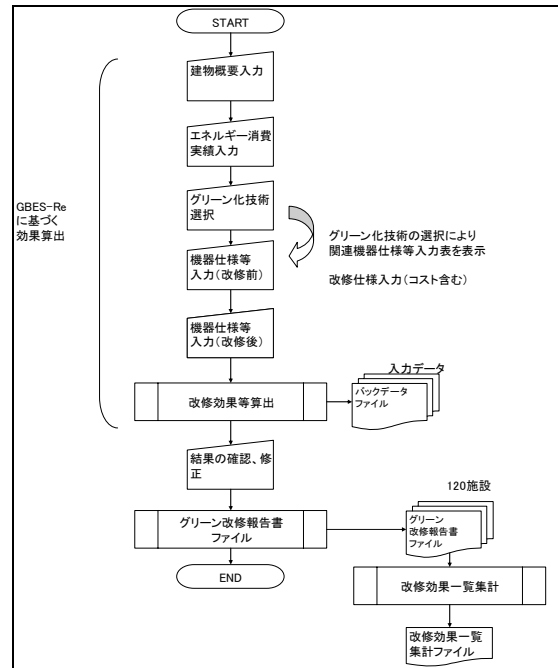 START
建物概要入力
エネルギー消費
実績入力
グリーン化技術
選択
GBES-Re
に基づく
効果算出
グリーン化技術の選択により
関連機器仕様等入力表を表示
改修仕様入力(コスト含む)
機器仕様等
入力(改修前)
機器仕様等
入力(改修後)
改修効果等算出
入力データ
バックデータ
ファイル
結果の確認、修
正
グリーン改修報告書
ファイル
120施設
グリーン
改修報告書
ファイル
END
改修効果一覧集計
改修効果一覧
集計ファイル